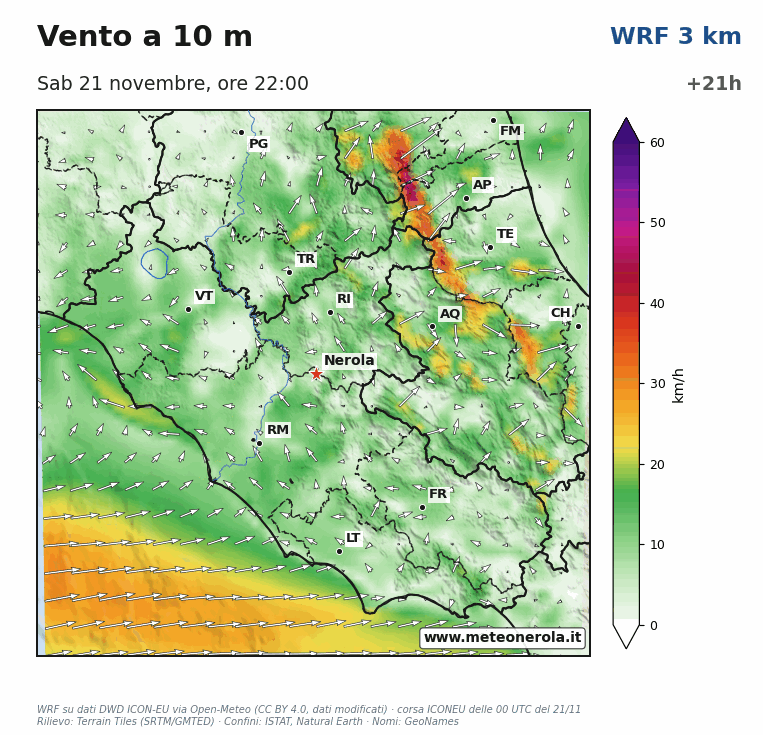 Vento a 10 m
WRF 3 km
Sab 21 novembre, ore 22:00
+21h
PG
FM
AP
TE
TR
VT
RI
AQ
CH
Nerola
RM
FR
LT
www.meteonerola.it
60
50
40
30
20
10
0
km/h
WRF su dati DWD ICON-EU via Open-Meteo (CC BY 4.0, dati modificati) · corsa ICONEU delle 00 UTC del 21/11
Rilievo: Terrain Tiles (SRTM/GMTED) · Confini: ISTAT, Natural Earth · Nomi: GeoNames